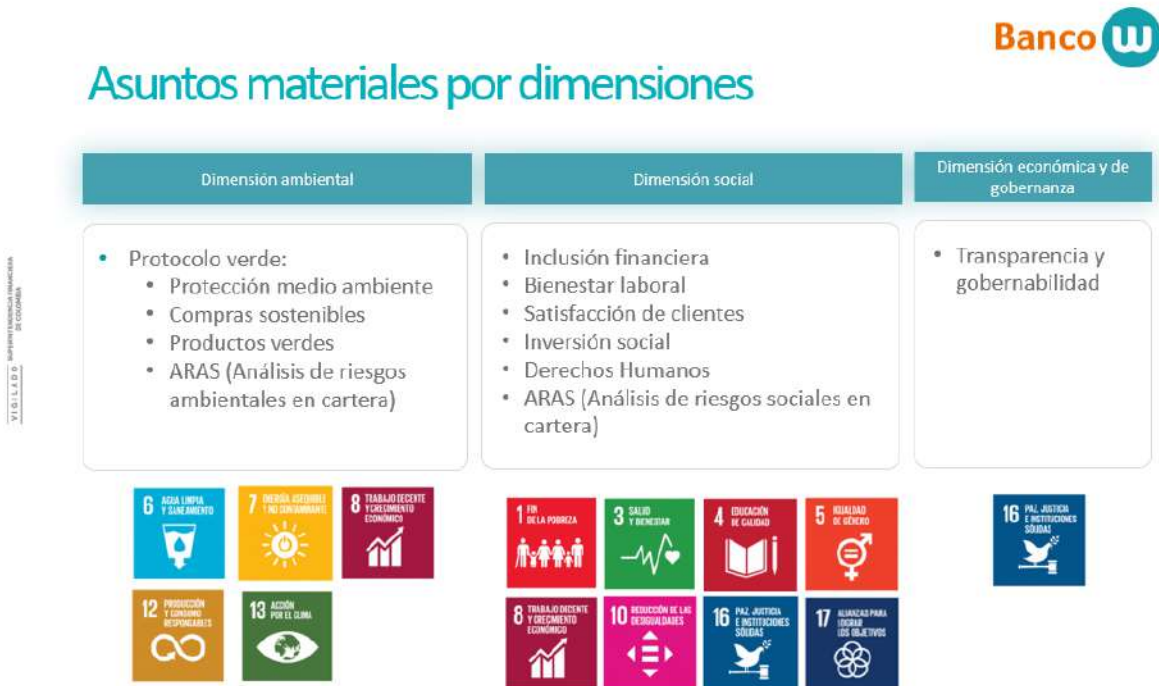 Banco W
Asuntos materiales por dimensiones
Dimensión ambiental
Dimensión social
Dimensión económica y de
gobernanza
• Protocolo verde:
• Protección medio ambiente
• Compras sostenibles
• Productos verdes
• ARAS (Análisis de riesgos
ambientales en cartera)
• Inclusión financiera
• Bienestar laboral
• Satisfacción de clientes
• Inversión social
• Derechos Humanos
• ARAS (Análisis de riesgos sociales en
cartera)
• Transparencia y
gobernabilidad
VIGILADO SUPERINTENDENCIA FINANCIERA
DE COLOMBIA
6 AGUA LIMPIA
Y SANEAMIENTO
7 ENERGÍA ASEQUIBLE
Y NO CONTAMINANTE
8 TRABAJO DECENTE
Y CRECIMIENTO
ECONÓMICO
12 PRODUCCIÓN
Y CONSUMO
RESPONSABLES
13 ACCIÓN
POR EL CLIMA
1 FIN
DE LA POBREZA
3 SALUD
Y BIENESTAR
4 EDUCACIÓN
DE CALIDAD
5 IGUALDAD
DE GÉNERO
8 TRABAJO DECENTE
Y CRECIMIENTO
ECONÓMICO
10 REDUCCIÓN DE LAS
DESIGUALDADES
16 PAZ, JUSTICIA
E INSTITUCIONES
SÓLIDAS
17 ALIANZAS PARA
LOGRAR
LOS OBJETIVOS
16 PAZ, JUSTICIA
E INSTITUCIONES
SÓLIDAS